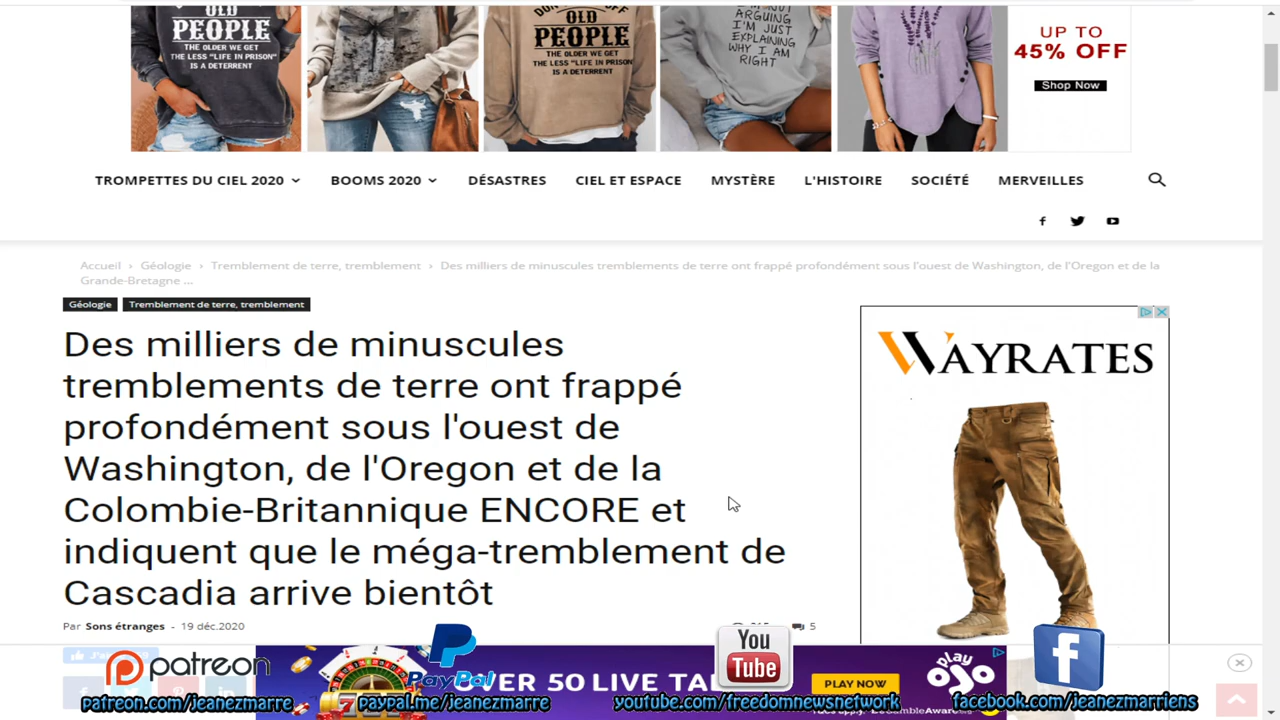 OLD
PEOPLE
THE OLDER WE GET
THE LESS "LIFE IN PRISON"
IS A DETERRENT
OLD
PEOPLE
THE OLDER WE GET
THE LESS "LIFE IN PRISON"
IS A DETERRENT
ARGUING
I'M JUST
EXPLAINING
WHY I AM
RIGHT
UP TO
45% OFF
Shop Now
TROMPETTES DU CIEL 2020
BOOMS 2020
DÉSASTRES
CIEL ET ESPACE
MYSTÈRE
L'HISTOIRE
SOCIÉTÉ
MERVEILLES
Accueil › Géologie › Tremblement de terre, tremblement › Des milliers de minuscules tremblements de terre ont frappé profondément sous l'ouest de Washington, de l'Oregon et de la
Grande-Bretagne ...
Géologie
Tremblement de terre, tremblement
Des milliers de minuscules
tremblements de terre ont frappé
profondément sous l'ouest de
Washington, de l'Oregon et de la
Colombie-Britannique ENCORE et
indiquent que le méga-tremblement de
Cascadia arrive bientôt
Par Sons étranges - 19 déc.2020
5
WAYRATES
patreon
patreon.com/jeanezmarre
PayPal
paypal.me/jeanezmarre
OVER 50 LIVE
PLAY NOW
play
OJO
You
Tube
youtube.com/freedomnewsnetwork
f
facebook.com/jeanezmarriens